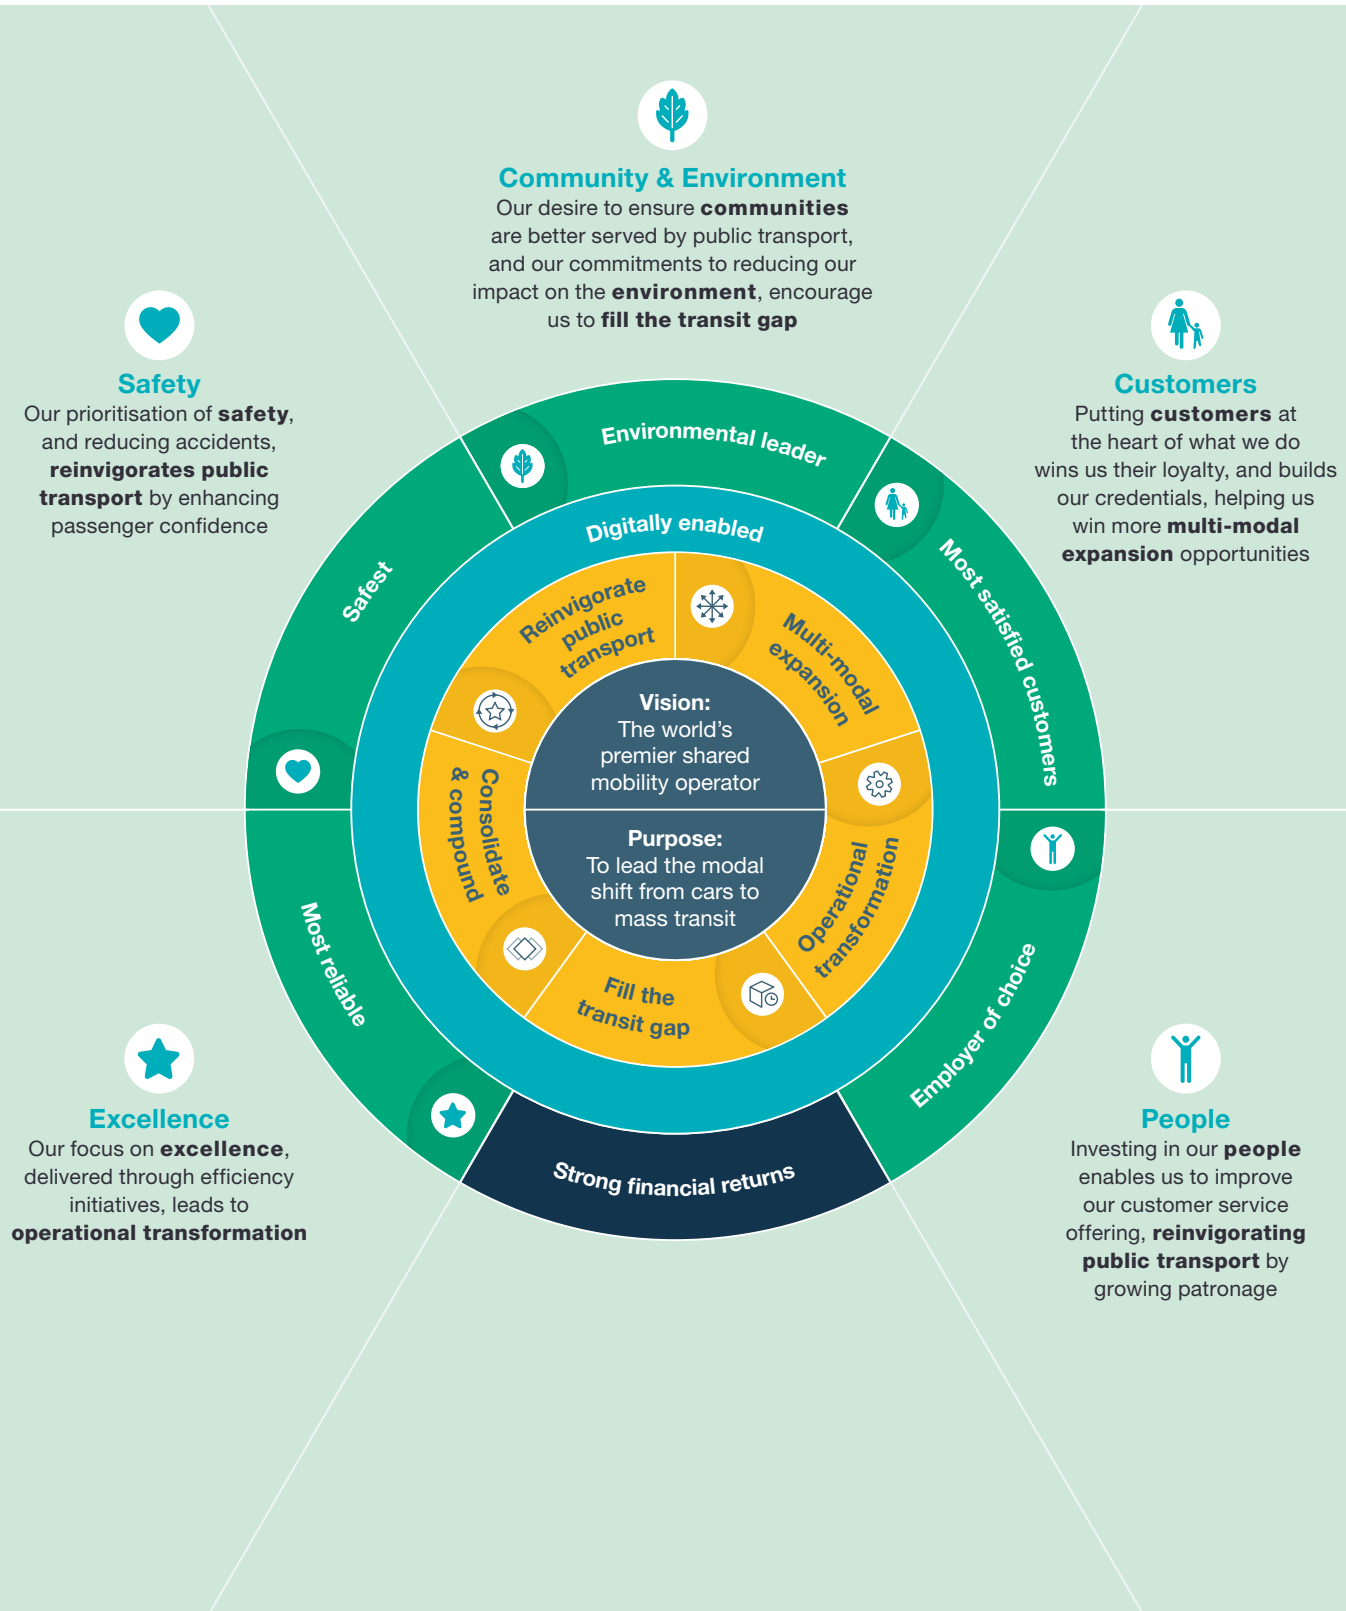 Community & Environment
Our desire to ensure communities
are better served by public transport,
and our commitments to reducing our
impact on the environment, encourage
us to fill the transit gap
Safety
Our prioritisation of safety,
and reducing accidents,
reinvigorates public
transport by enhancing
passenger confidence
Customers
Putting customers at
the heart of what we do
wins us their loyalty, and builds
our credentials, helping us
win more multi-modal
expansion opportunities
Environmental leader
Most satisfied customers
Employer of choice
Strong financial returns
Most reliable
Safest
Digitally enabled
Reinvigorate
public
transport
Multi-modal
expansion
Operational
transformation
Fill the
transit gap
Consolidate
& compound
Vision:
The world’s
premier shared
mobility operator
Purpose:
To lead the modal
shift from cars to
mass transit
Excellence
Our focus on excellence,
delivered through efficiency
initiatives, leads to
operational transformation
People
Investing in our people
enables us to improve
our customer service
offering, reinvigorating
public transport by
growing patronage